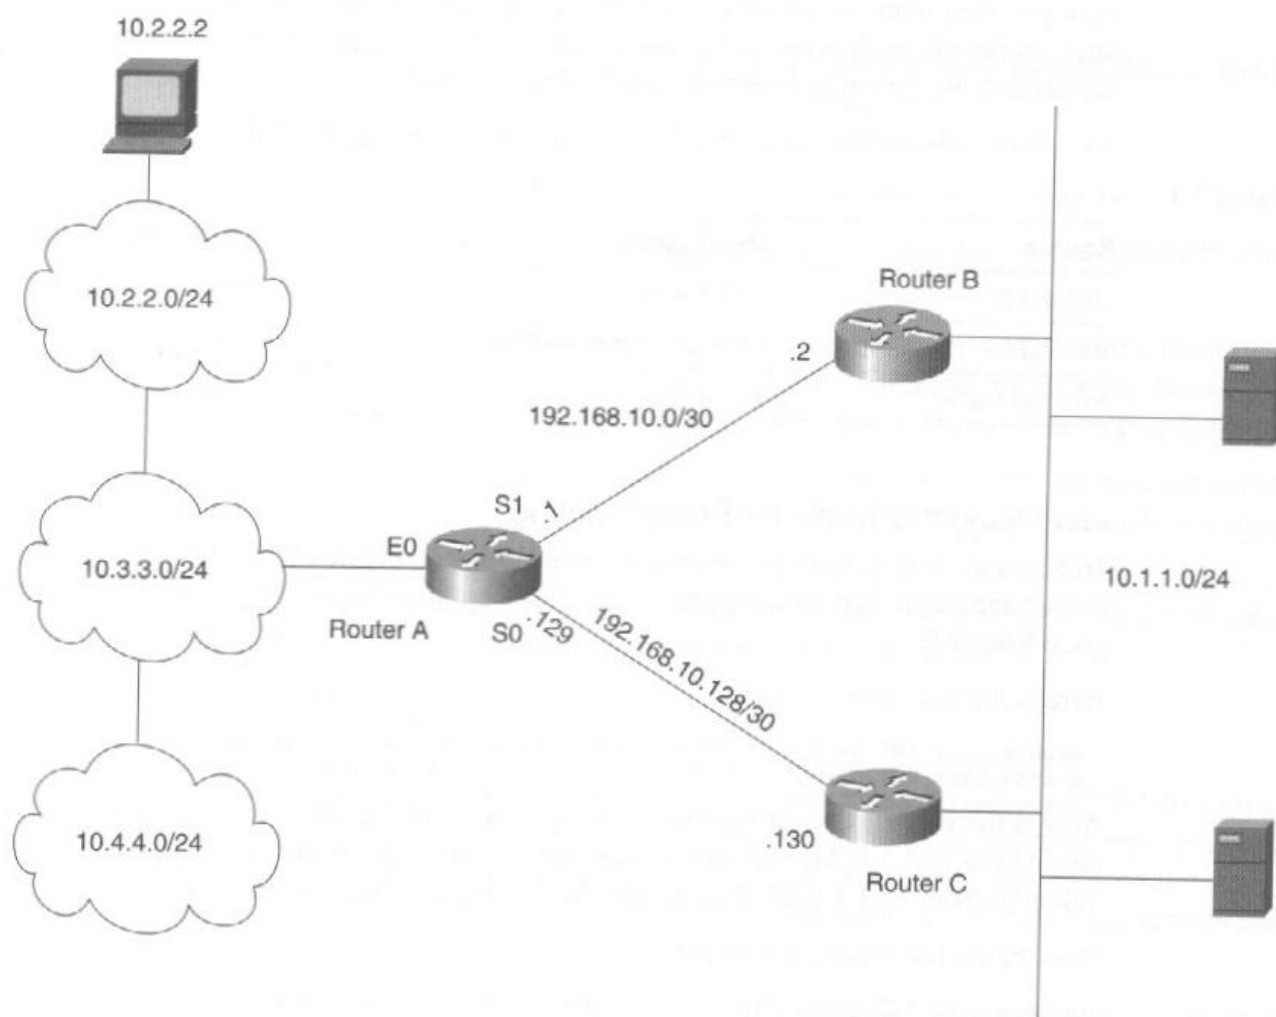 10.2.2.2
10.2.2.0/24
Router B
.2
192.168.10.0/30
S1
.1
E0
10.3.3.0/24
10.1.1.0/24
Router A
S0
.129
192.168.10.128/30
10.4.4.0/24
.130
Router C